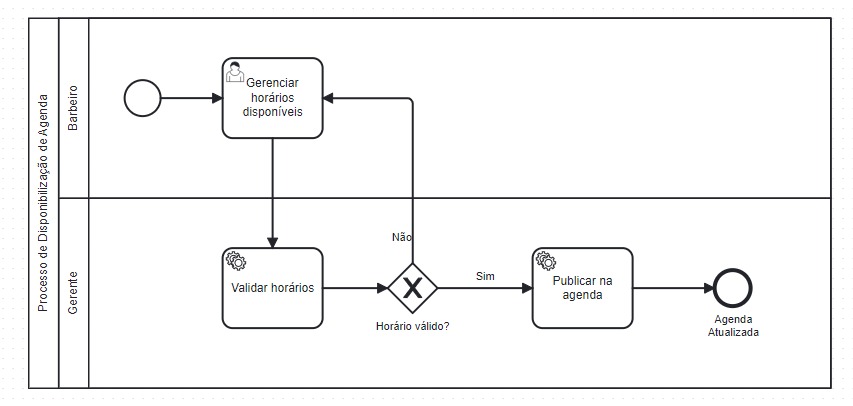 Processo de Disponibilização de Agenda
Barbeiro
Gerenciar
horários
disponíveis
Gerente
Validar horários
Não
Horário válido?
Sim
Publicar na
agenda
Agenda
Atualizada